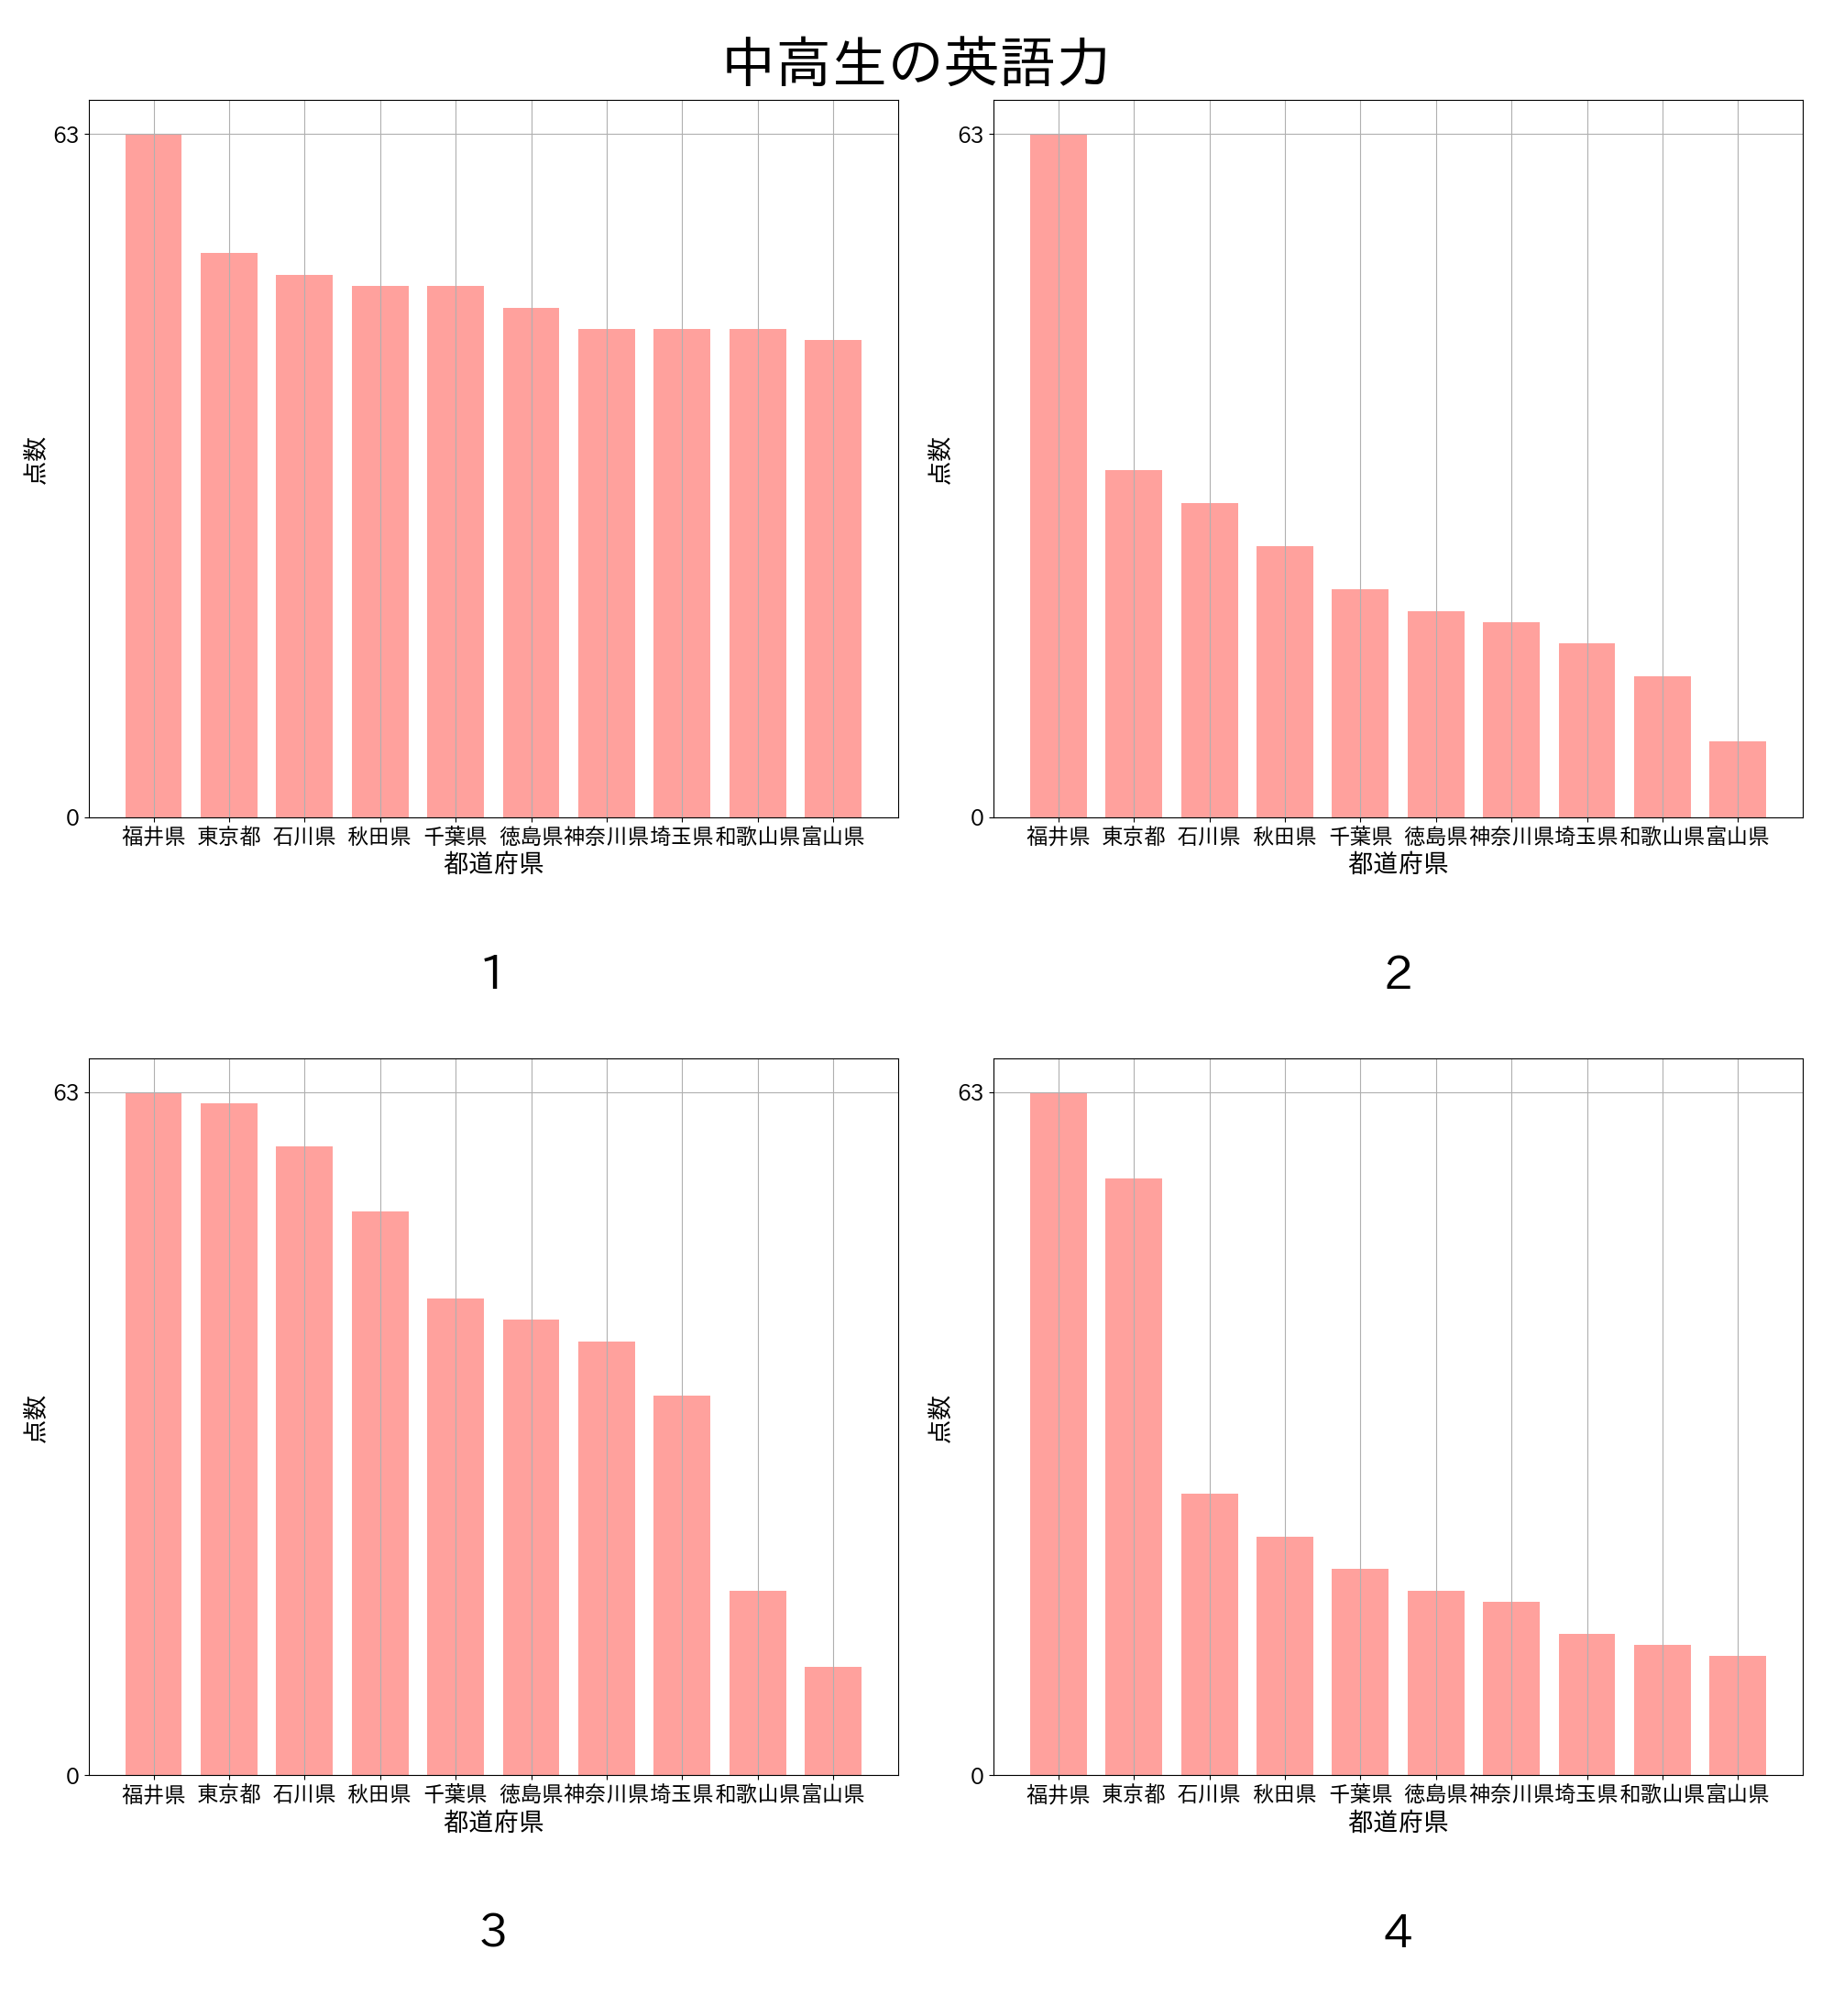 中高生の英語力
63
0
点数
福井県 東京都 石川県 秋田県 千葉県 徳島県 神奈川県 埼玉県 和歌山県 富山県
都道府県
1
63
0
点数
福井県 東京都 石川県 秋田県 千葉県 徳島県 神奈川県 埼玉県 和歌山県 富山県
都道府県
2
63
0
点数
福井県 東京都 石川県 秋田県 千葉県 徳島県 神奈川県 埼玉県 和歌山県 富山県
都道府県
3
63
0
点数
福井県 東京都 石川県 秋田県 千葉県 徳島県 神奈川県 埼玉県 和歌山県 富山県
都道府県
4